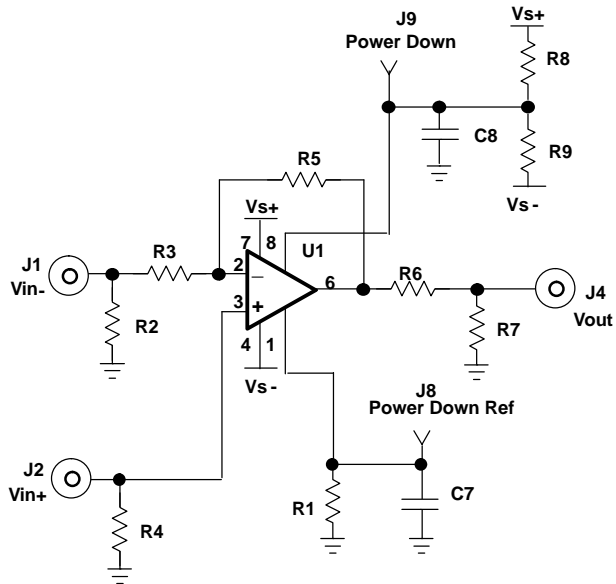 J9
Power Down
Vs+
R8
C8
R9
Vs-
R5
Vs+
7 8
U1
J1
Vin-
R3
2
–
6
R6
J4
Vout
R2
3
+
R7
4 1
Vs-
J8
Power Down Ref
J2
Vin+
R4
R1
C7